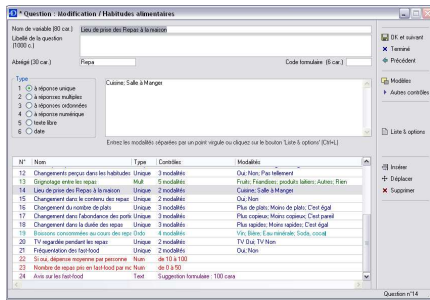 * Question : Modification / Habitudes alimentaires
Nom de variable (80 car.) Lieu de prise des Repas à la maison
Libellé de la question
(1000 c.)
Abrégé (30 car.) Repa Code formulaire (6 car.)
OK et suivant
Terminé
Précédent
Modèles
Autres contrôles
Liste & options
Insérer
Déplacer
Supprimer
Type
1 à réponse unique
2 à réponses multiples
3 à réponses ordonnées
4 à réponse numérique
5 texte libre
6 date
Cuisine; Salle à Manger
Entrez les modalités séparées par un point virgule ou cliquez sur le bouton 'Liste & options' (Ctrl+L)
N° Nom Type Contrôles Modalités
12 Changements perçus dans les habitudes Unique 3 modalités Oui; Non; Pas tellement
13 Grignotage entre les repas Mult 5 modalités Fruits; Friandises; produits laitiers; Autres; Rien
14 Lieu de prise des Repas à la maison Unique 2 modalités Cuisine; Salle à Manger
15 Changement dans le contenu des repas Unique 2 modalités Oui; Non
16 Changement du nombre de plats Unique 3 modalités Plus de plats; Moins de plats; C'est égal
17 Changement dans l'abondance des portic Unique 3 modalités Plus copieux; Moins copieux; C'est pareil
18 Changement dans la durée des repas Unique 3 modalités Plus rapides; Moins rapides; C'est égal
19 Boissons consommées au cours des repa Ordo 4 modalités Vin; Bière; Eau minérale; Soda, coca
20 TV regardée pendant les repas Unique 2 modalités TV Oui; TV Non
21 Fréquentation des fast-food Unique 2 modalités Oui; Non
22 Si oui, dépense moyenne par personne Num de 10 à 100
23 Nombre de repas pris en fast-food par mo Num de 0 à 50
24 Avis sur les fast-food Text Suggestion formulaire : 100 cara
Question n°14